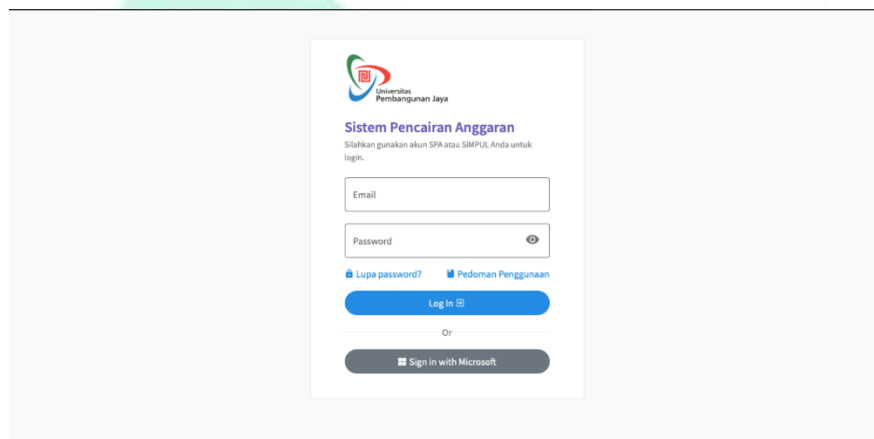 Universitas
Pembangunan Jaya
Sistem Pencairan Anggaran
Silahkan gunakan akun SPA atau SiMPUL Anda untuk
login.
Email
Password
Lupa password? Pedoman Penggunaan
Log In
Or
Sign in with Microsoft